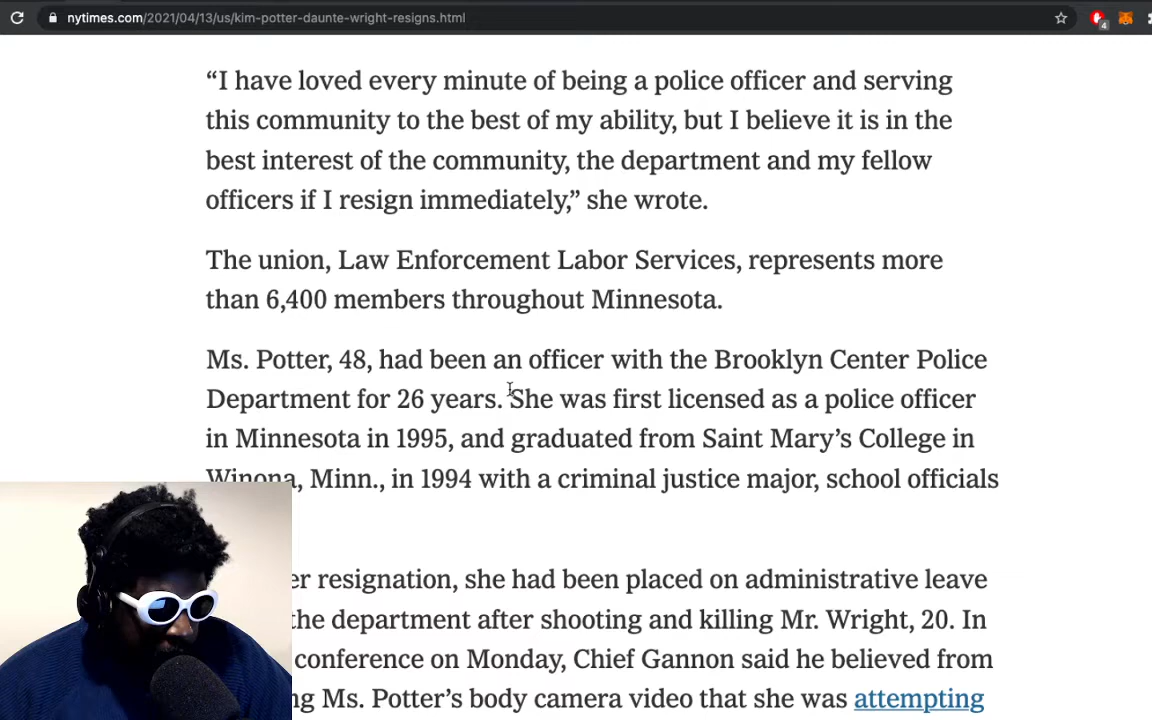 nytimes.com/2021/04/13/us/kim-potter-daunte-wright-resigns.html
4
“I have loved every minute of being a police officer and serving
this community to the best of my ability, but I believe it is in the
best interest of the community, the department and my fellow
officers if I resign immediately,” she wrote.
The union, Law Enforcement Labor Services, represents more
than 6,400 members throughout Minnesota.
Ms. Potter, 48, had been an officer with the Brooklyn Center Police
Department for 26 years. She was first licensed as a police officer
in Minnesota in 1995, and graduated from Saint Mary’s College in
Winona, Minn., in 1994 with a criminal justice major, school officials
resignation, she had been placed on administrative leave
the department after shooting and killing Mr. Wright, 20. In
conference on Monday, Chief Gannon said he believed from
Ms. Potter’s body camera video that she was attempting